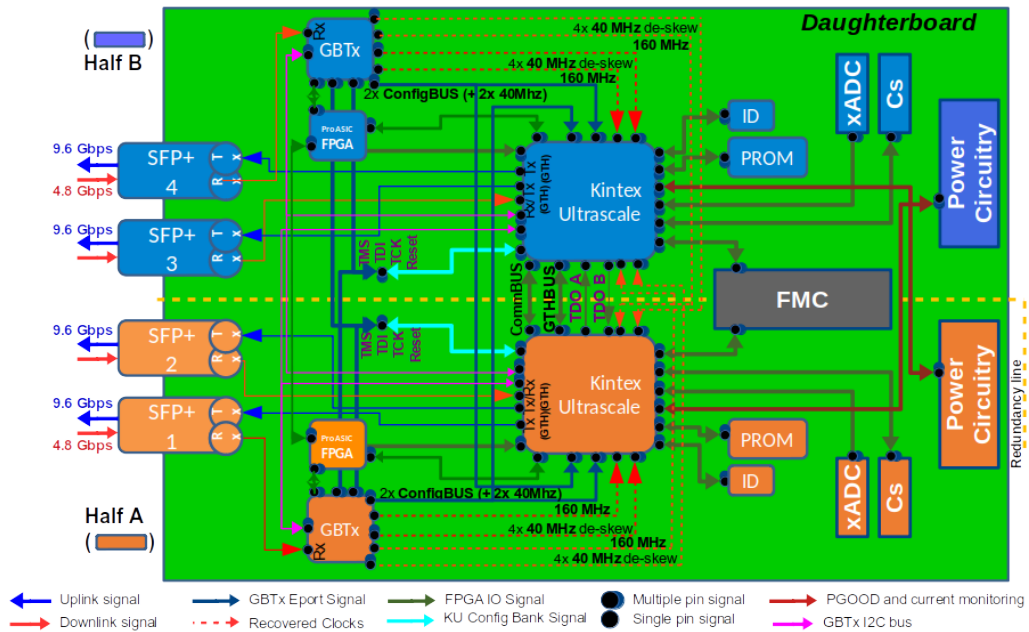 Daughterboard
( )
Half B
Rx
GBTx
4x 40 MHz de-skew
160 MHz
4x 40 MHz de-skew
160 MHz
2x ConfigBUS (+ 2x 40Mhz)
ProASIC
FPGA
ID
PROM
xADC
Cs
Power
Circuitry
9.6 Gbps
4.8 Gbps
SFP+
4
T
x
R
x
9.6 Gbps
SFP+
3
T
x
R
x
Rx/Tx Tx
(GTH) (GTH)
Kintex
Ultrascale
TMS
TDI
TCK
Reset
CommBUS
GTHBUS
TDO A
TDO B
FMC
Redundancy line
9.6 Gbps
SFP+
2
T
x
R
x
TMS
TDI
TCK
Reset
9.6 Gbps
4.8 Gbps
SFP+
1
T
x
R
x
Tx Tx/Rx
(GTH)(GTH)
Kintex
Ultrascale
ProASIC
FPGA
PROM
ID
xADC
Cs
Power
Circuitry
2x ConfigBUS (+ 2x 40Mhz)
Half A
( )
GBTx
Rx
160 MHz
4x 40 MHz de-skew
160 MHz
4x 40 MHz de-skew
Uplink signal
GBTx Eport Signal
FPGA IO Signal
Multiple pin signal
PGOOD and current monitoring
Downlink signal
Recovered Clocks
KU Config Bank Signal
Single pin signal
GBTx I2C bus